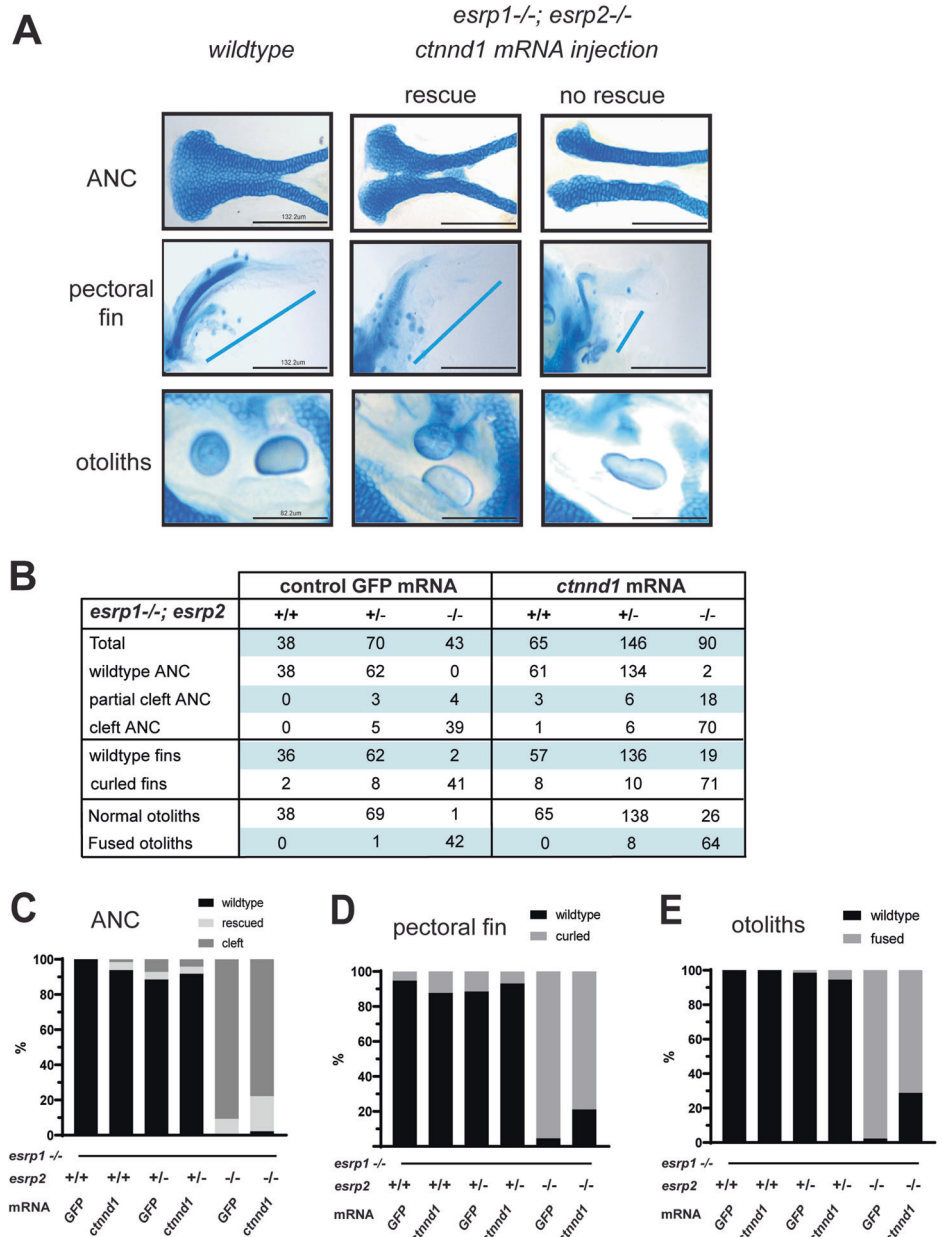 A
esrp1-/-; esrp2-/-
wildtype
ctnnd1 mRNA injection
rescue
no rescue
ANC
132.2um
pectoral
fin
132.2um
otoliths
82.2um
B
control GFP mRNA ctnnd1 mRNA
esrp1-/-; esrp2 +/+ +/- -/- +/+ +/- -/-
Total 38 70 43 65 146 90
wildtype ANC 38 62 0 61 134 2
partial cleft ANC 0 3 4 3 6 18
cleft ANC 0 5 39 1 6 70
wildtype fins 36 62 2 57 136 19
curled fins 2 8 41 8 10 71
Normal otoliths 38 69 1 65 138 26
Fused otoliths 0 1 42 0 8 64
C
ANC
wildtype
rescued
cleft
%
100
80
60
40
20
0
esrp1 -/-
esrp2 +/+ +/+ +/- +/- -/- -/-
mRNA GFP ctnnd1 GFP ctnnd1 GFP ctnnd1
D
pectoral fin
wildtype
curled
%
100
80
60
40
20
esrp1 -/-
esrp2 +/+ +/+ +/- +/- -/- -/-
mRNA GFP ctnnd1 GFP ctnnd1 GFP ctnnd1
E
otoliths
wildtype
fused
%
100
80
60
40
20
0
esrp1 -/-
esrp2 +/+ +/+ +/- +/- -/- -/-
mRNA GFP ctnnd1 GFP ctnnd1 GFP ctnnd1